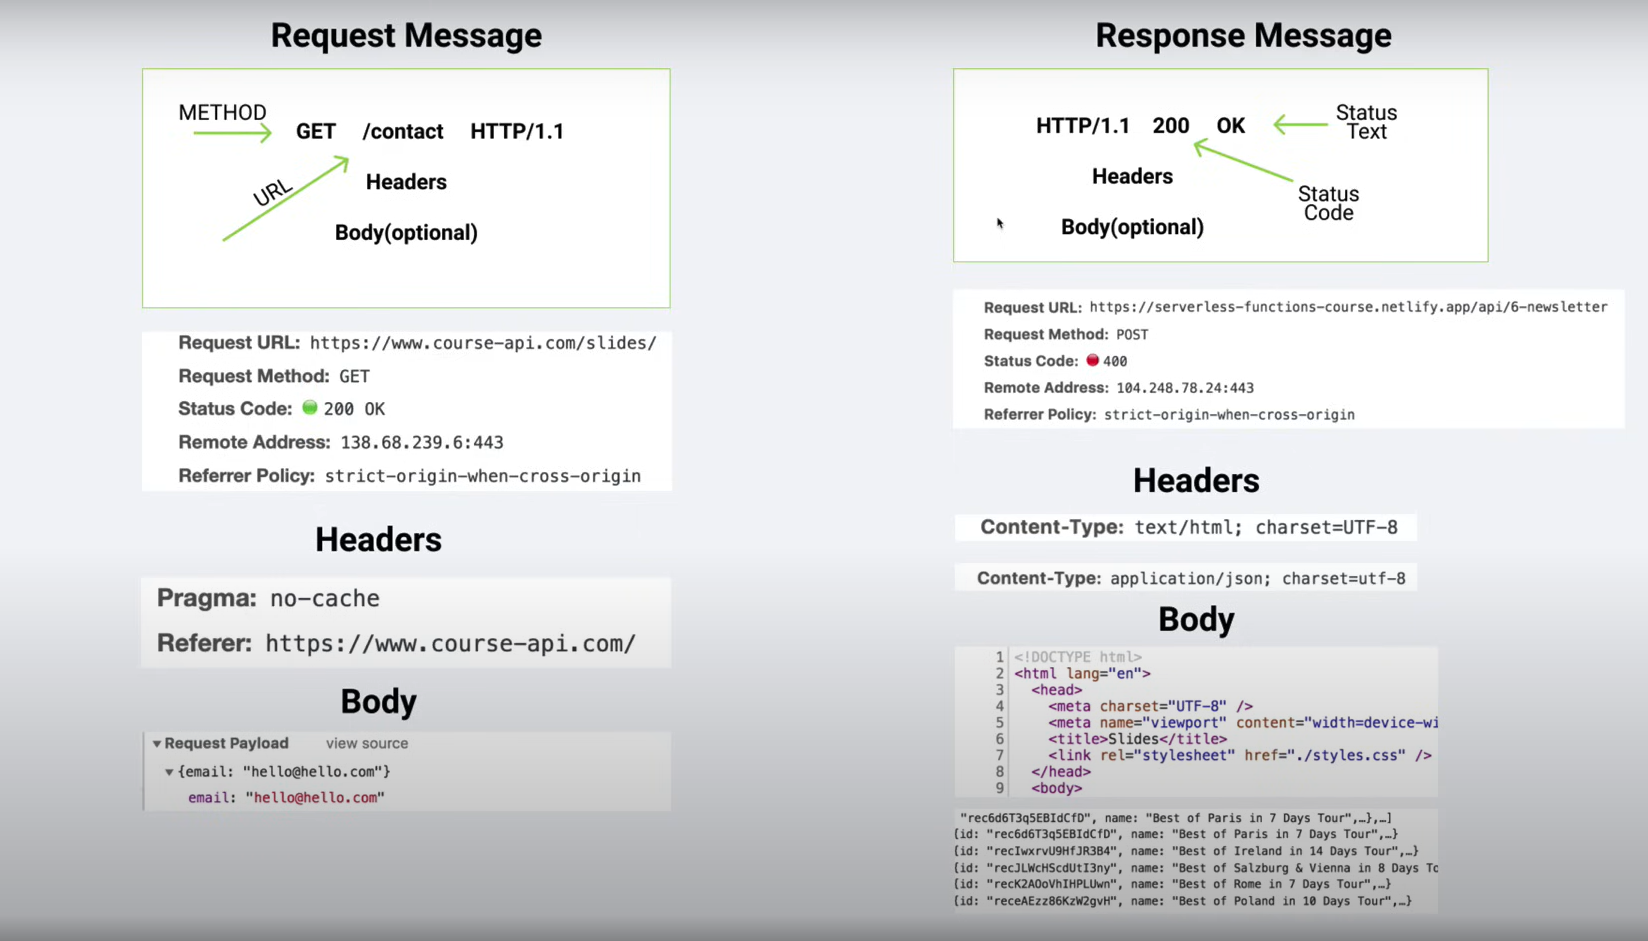 Request Message
METHOD
GET /contact HTTP/1.1
URL
Headers
Body(optional)
Request URL: https://www.course-api.com/slides/
Request Method: GET
Status Code: 200 OK
Remote Address: 138.68.239.6:443
Referrer Policy: strict-origin-when-cross-origin
Headers
Pragma: no-cache
Referer: https://www.course-api.com/
Body
Request Payload view source
{email: "hello@hello.com"}
email: "hello@hello.com"
Response Message
HTTP/1.1 200 OK
Status
Text
Headers
Status
Code
Body(optional)
Request URL: https://serverless-functions-course.netlify.app/api/6-newsletter
Request Method: POST
Status Code: 400
Remote Address: 104.248.78.24:443
Referrer Policy: strict-origin-when-cross-origin
Headers
Content-Type: text/html; charset=UTF-8
Content-Type: application/json; charset=utf-8
Body
1 <!DOCTYPE html>
2 <html lang="en">
3 <head>
4 <meta charset="UTF-8" />
5 <meta name="viewport" content="width=device-wi
6 <title>Slides</title>
7 <link rel="stylesheet" href="./styles.css" />
8 </head>
9 <body>
"rec6d6T3q5EBIdCfD", name: "Best of Paris in 7 Days Tour",…},…]
{id: "rec6d6T3q5EBIdCfD", name: "Best of Paris in 7 Days Tour",…}
{id: "recIwxrvU9HfJR3B4", name: "Best of Ireland in 14 Days Tour",…}
{id: "recJLWcHScdUtI3ny", name: "Best of Salzburg & Vienna in 8 Days To
{id: "recK2AOoVhIHPLUwn", name: "Best of Rome in 7 Days Tour",…}
{id: "receAEzz86KzW2gvH", name: "Best of Poland in 10 Days Tour",…}